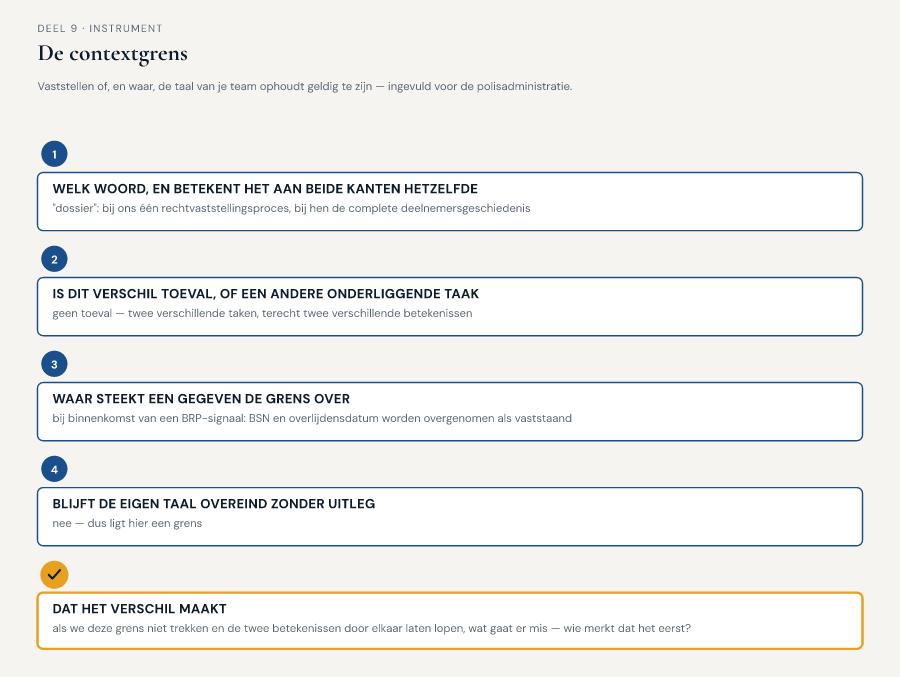 DEEL 9 · INSTRUMENT
De contextgrens
Vaststellen of, en waar, de taal van je team ophoudt geldig te zijn — ingevuld voor de polisadministratie.
1
WELK WOORD, EN BETEKENT HET AAN BEIDE KANTEN HETZELFDE
"dossier": bij ons één rechtvaststellingsproces, bij hen de complete deelnemersgeschiedenis
2
IS DIT VERSCHIL TOEVAL, OF EEN ANDERE ONDERLIGGENDE TAAK
geen toeval — twee verschillende taken, terecht twee verschillende betekenissen
3
WAAR STEEKT EEN GEGEVEN DE GRENS OVER
bij binnenkomst van een BRP-signaal: BSN en overlijdensdatum worden overgenomen als vaststaand
4
BLIJFT DE EIGEN TAAL OVEREIND ZONDER UITLEG
nee — dus ligt hier een grens
DAT HET VERSCHIL MAAKT
als we deze grens niet trekken en de twee betekenissen door elkaar laten lopen, wat gaat er mis — wie merkt dat het eerst?